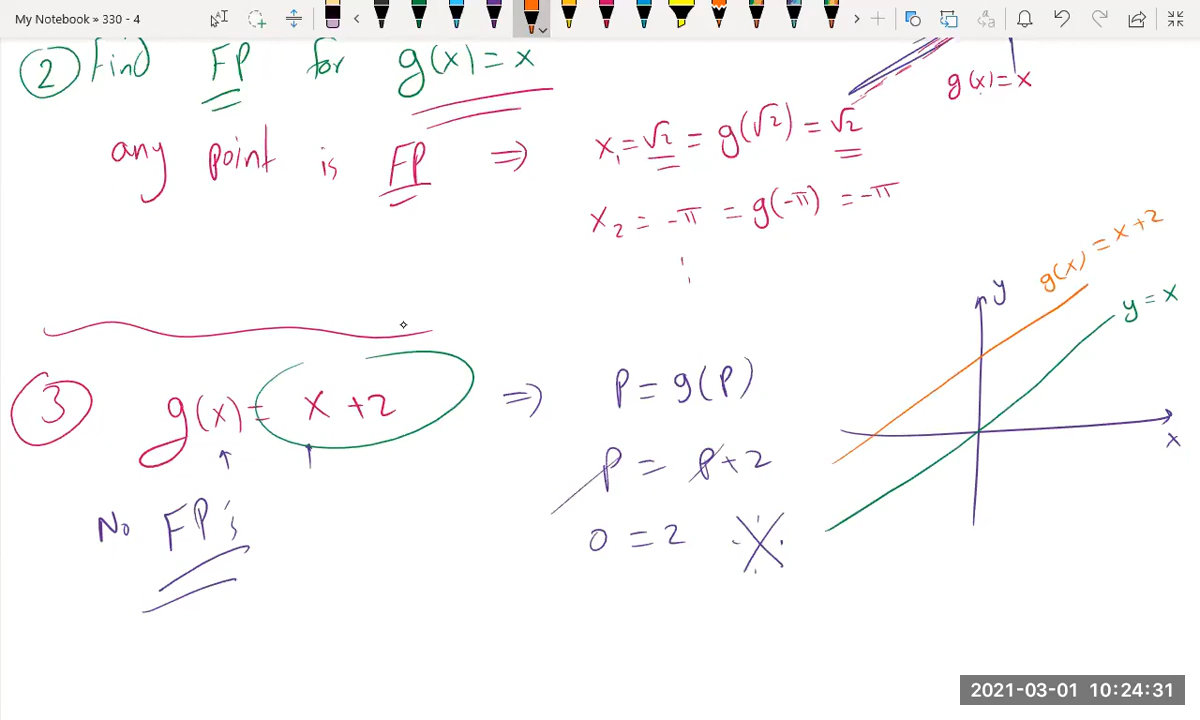 My Notebook » 330 - 4
② Find FP for g(x) = x
g(x) = x
any point is FP ⇒ x₁ = √2 = g(√2) = √2
x₂ = -π = g(-π) = -π
⋮
③ g(x) = x + 2 ⇒ P = g(P)
P = P + 2
No FP's
0 = 2 X
y
g(x) = x + 2
y = x
x
2021-03-01 10:24:31